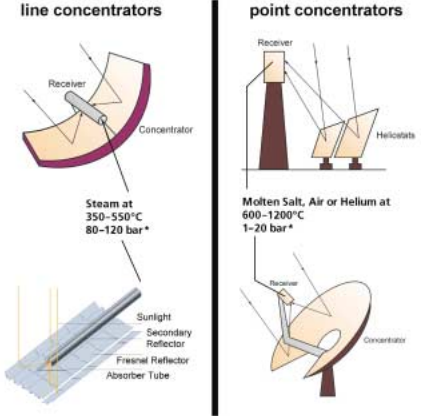 line concentrators
Receiver
Concentrator
Steam at
350–550°C
80–120 bar*
Sunlight
Secondary
Reflector
Fresnel Reflector
Absorber Tube
point concentrators
Receiver
Heliostats
Molten Salt, Air or Helium at
600–1200°C
1–20 bar*
Receiver
Concentrator